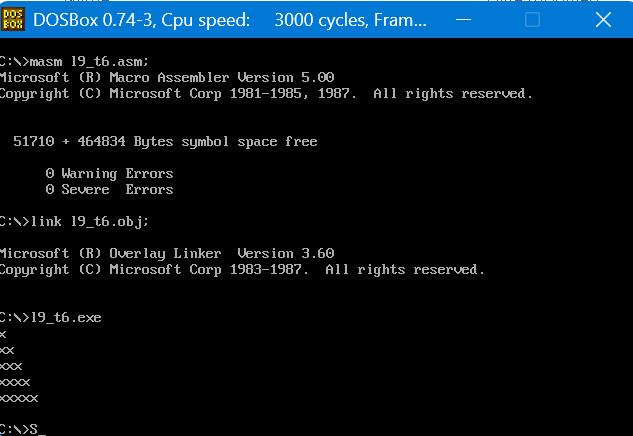 DOS
BOX
DOSBox 0.74-3, Cpu speed: 3000 cycles, Fram...
C:\>masm l9_t6.asm;
Microsoft (R) Macro Assembler Version 5.00
Copyright (C) Microsoft Corp 1981-1985, 1987. All rights reserved.
51710 + 464834 Bytes symbol space free
0 Warning Errors
0 Severe Errors
C:\>link l9_t6.obj;
Microsoft (R) Overlay Linker Version 3.60
Copyright (C) Microsoft Corp 1983-1987. All rights reserved.
C:\>l9_t6.exe
x
xx
xxx
xxxx
xxxxx
C:\>S_